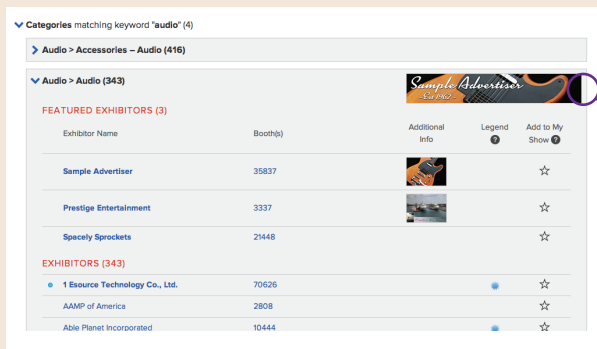 Categories matching keyword "audio" (4)
Audio > Accessories – Audio (416)
Audio > Audio (343)
Sample Advertiser
– Est 1960 –
FEATURED EXHIBITORS (3)
Exhibitor Name Booth(s) Additional Info Legend ? Add to My Show ?
Sample Advertiser 35837
Prestige Entertainment 3337
Spacely Sprockets 21448
EXHIBITORS (343)
1 Esource Technology Co., Ltd. 70626
AAMP of America 2808
Able Planet Incorporated 10444